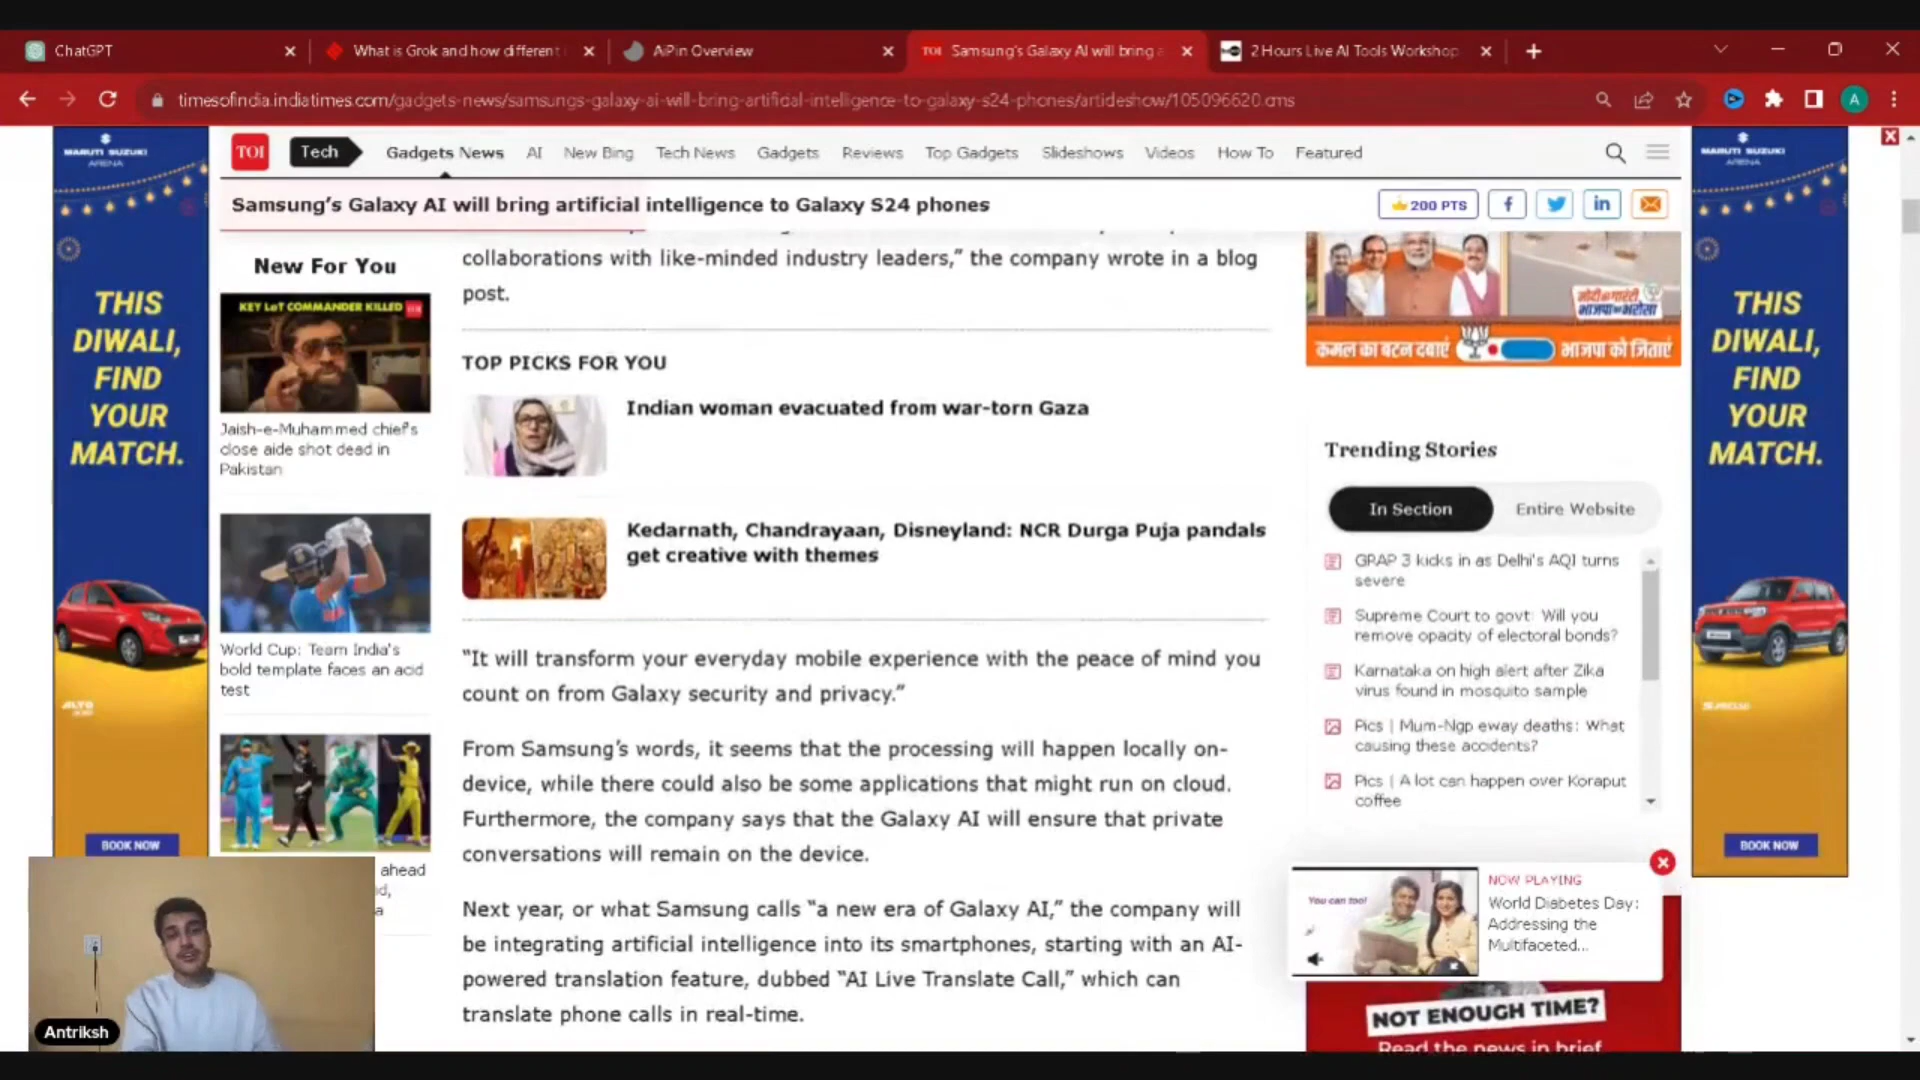 ChatGPT
What is Grok and how different
AiPin Overview
TOI Samsung's Galaxy AI will bring a
2 Hours Live AI Tools Workshop
timesofindia.indiatimes.com/gadgets-news/samsungs-galaxy-ai-will-bring-artificial-intelligence-to-galaxy-s24-phones/articleshow/105096620.cms
A
MARUTI SUZUKI
ARENA
THIS
DIWALI,
FIND
YOUR
MATCH.
ALTO
BOOK NOW
TOI
Tech
Gadgets News AI New Bing Tech News Gadgets Reviews Top Gadgets Slideshows Videos How To Featured
Samsung's Galaxy AI will bring artificial intelligence to Galaxy S24 phones
200 PTS
New For You
KEY LeT COMMANDER KILLED TOI
Jaish-e-Muhammed chief's
close aide shot dead in
Pakistan
World Cup: Team India's
bold template faces an acid
test
ahead
collaborations with like-minded industry leaders,” the company wrote in a blog
post.
TOP PICKS FOR YOU
Indian woman evacuated from war-torn Gaza
Kedarnath, Chandrayaan, Disneyland: NCR Durga Puja pandals
get creative with themes
“It will transform your everyday mobile experience with the peace of mind you
count on from Galaxy security and privacy.”
From Samsung's words, it seems that the processing will happen locally on-
device, while there could also be some applications that might run on cloud.
Furthermore, the company says that the Galaxy AI will ensure that private
conversations will remain on the device.
Next year, or what Samsung calls “a new era of Galaxy AI,” the company will
be integrating artificial intelligence into its smartphones, starting with an AI-
powered translation feature, dubbed “AI Live Translate Call,” which can
translate phone calls in real-time.
मोदी की गारंटी
भाजपा का भरोसा
कमल का बटन दबाएं
भाजपा को जिताएं
Trending Stories
In Section
Entire Website
GRAP 3 kicks in as Delhi's AQI turns
severe
Supreme Court to govt: Will you
remove opacity of electoral bonds?
Karnataka on high alert after Zika
virus found in mosquito sample
Pics | Mum-Ngp eway deaths: What
causing these accidents?
Pics | A lot can happen over Koraput
coffee
You can too!
NOW PLAYING
World Diabetes Day:
Addressing the
Multifaceted...
NOT ENOUGH TIME?
Read the news in brief
MARUTI SUZUKI
ARENA
THIS
DIWALI,
FIND
YOUR
MATCH.
BOOK NOW
Antriksh